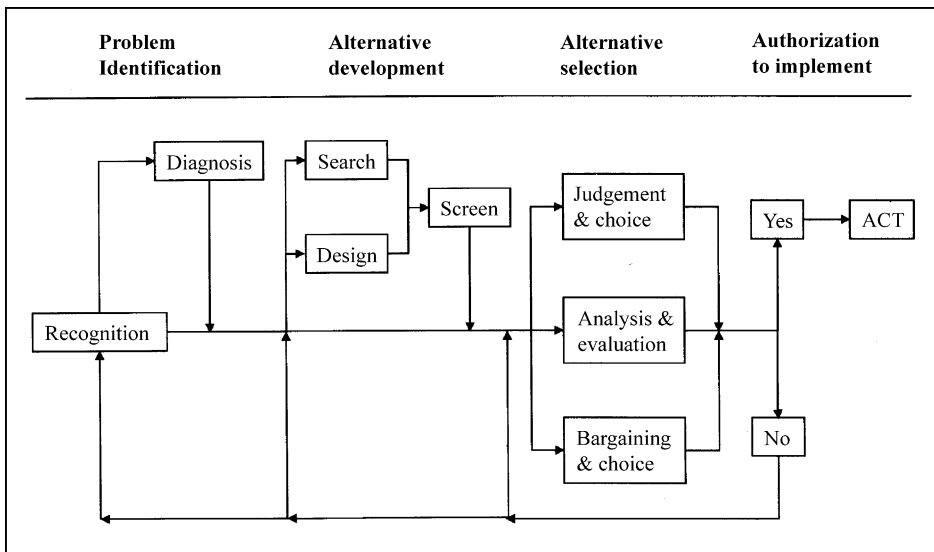 Problem
Identification
Alternative
development
Alternative
selection
Authorization
to implement
Diagnosis
Search
Screen
Design
Recognition
Judgement
& choice
Analysis &
evaluation
Bargaining
& choice
Yes
ACT
No